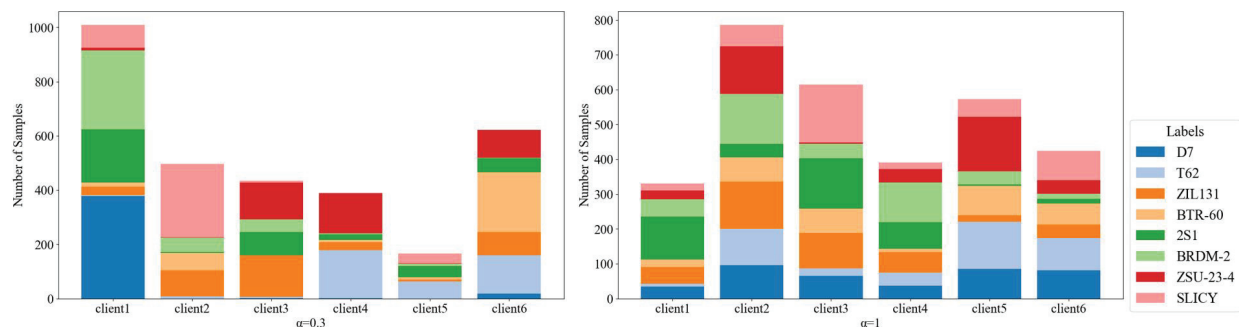 Number of Samples
1000
800
600
400
200
0
client1 client2 client3 client4 client5 client6
α=0.3
Number of Samples
800
700
600
500
400
300
200
100
0
client1 client2 client3 client4 client5 client6
α=1
Labels
D7
T62
ZIL131
BTR-60
2S1
BRDM-2
ZSU-23-4
SLICY